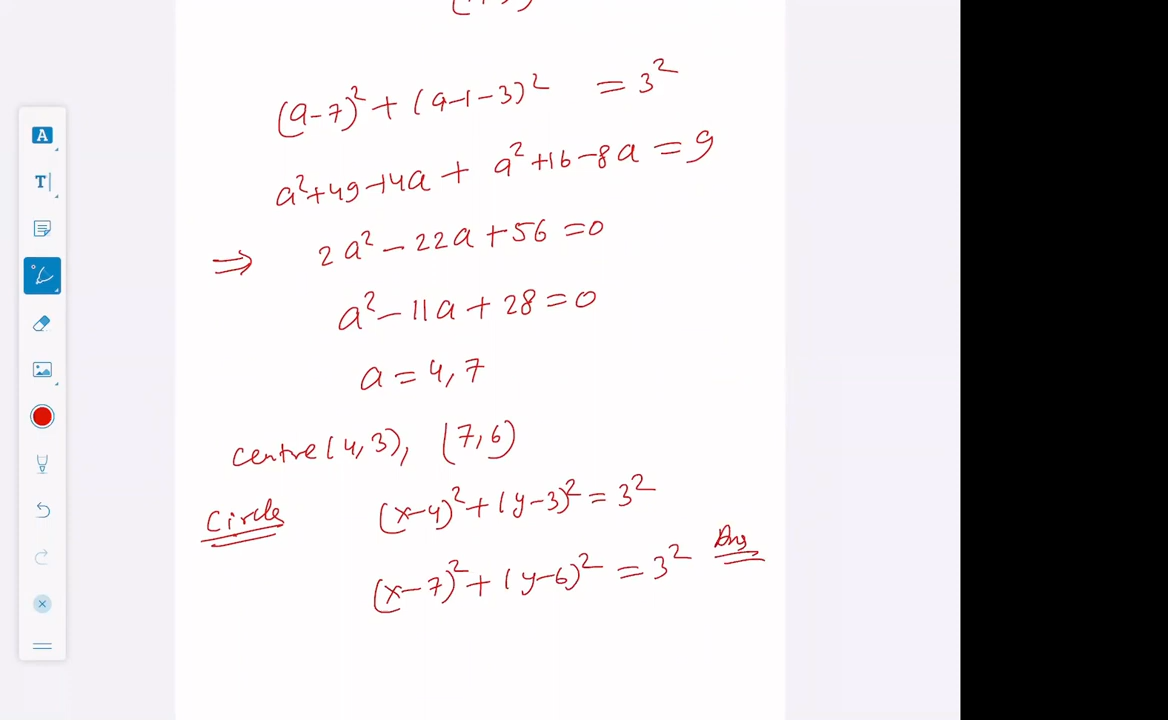 (a-7)² + (a-1-3)² = 3²
a²+49-14a + a²+16-8a = 9
⇒ 2a² - 22a + 56 = 0
a² - 11a + 28 = 0
a = 4, 7
Centre (4, 3), (7, 6)
Circle (x-4)² + (y-3)² = 3²
(x-7)² + (y-6)² = 3² Ans